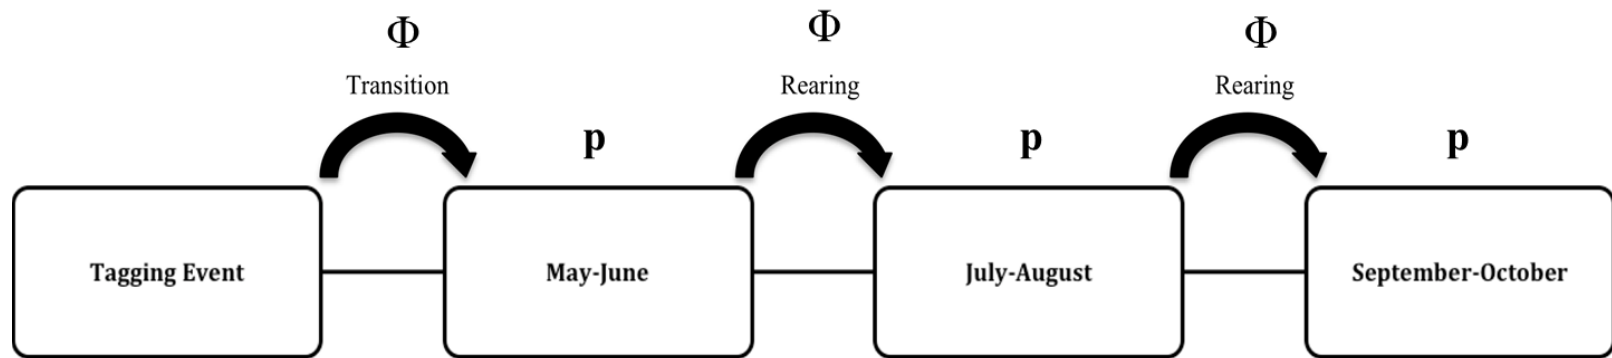 Φ
Transition
Φ
Rearing
Φ
Rearing
p
p
p
Tagging Event
May-June
July-August
September-October